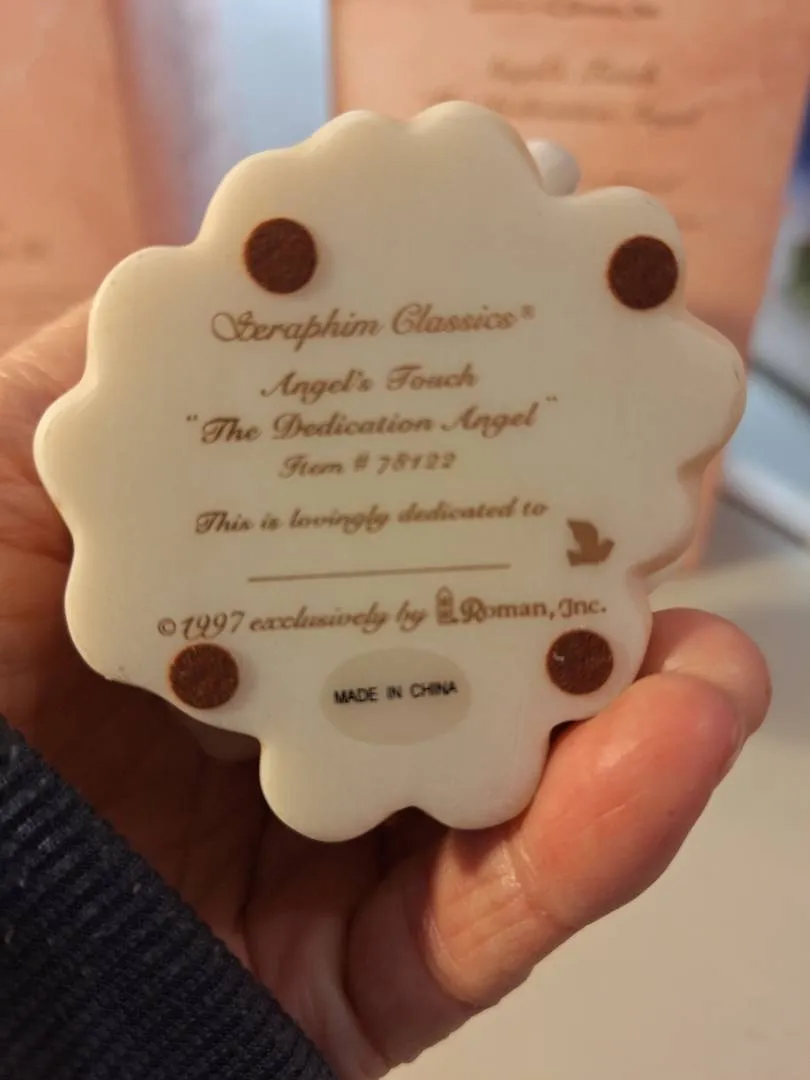 Seraphim Classics®
Angel's Touch
"The Dedication Angel"
Item # 78122
This is lovingly dedicated to
©1997 exclusively by Roman, Inc.
MADE IN CHINA